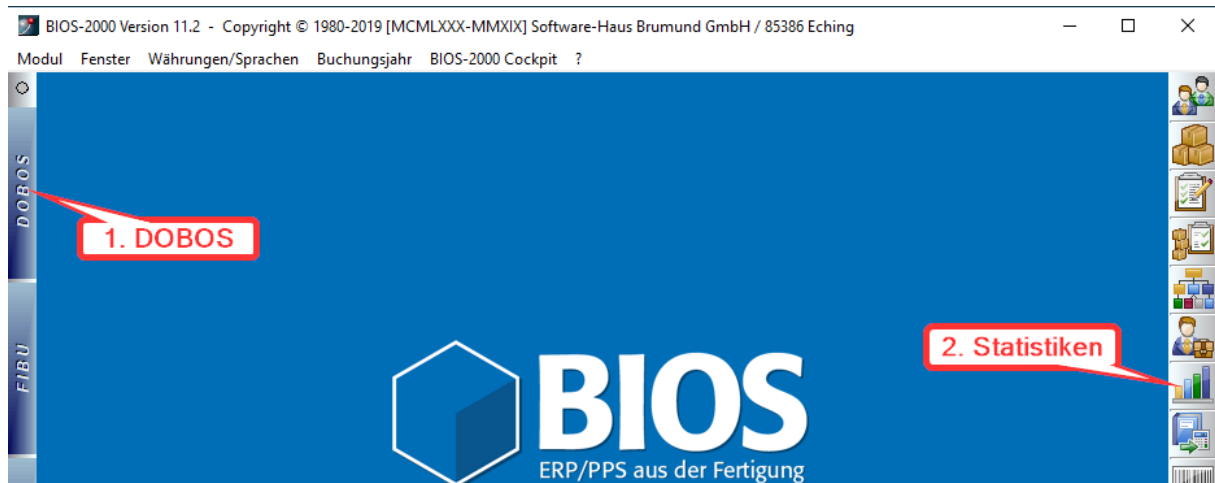 BIOS-2000 Version 11.2 - Copyright © 1980-2019 [MCMLXXX-MMXIX] Software-Haus Brumund GmbH / 85386 Eching
Modul Fenster Währungen/Sprachen Buchungsjahr BIOS-2000 Cockpit ?
DOBOS
1. DOBOS
FIBU
2. Statistiken
BIOS
ERP/PPS aus der Fertigung